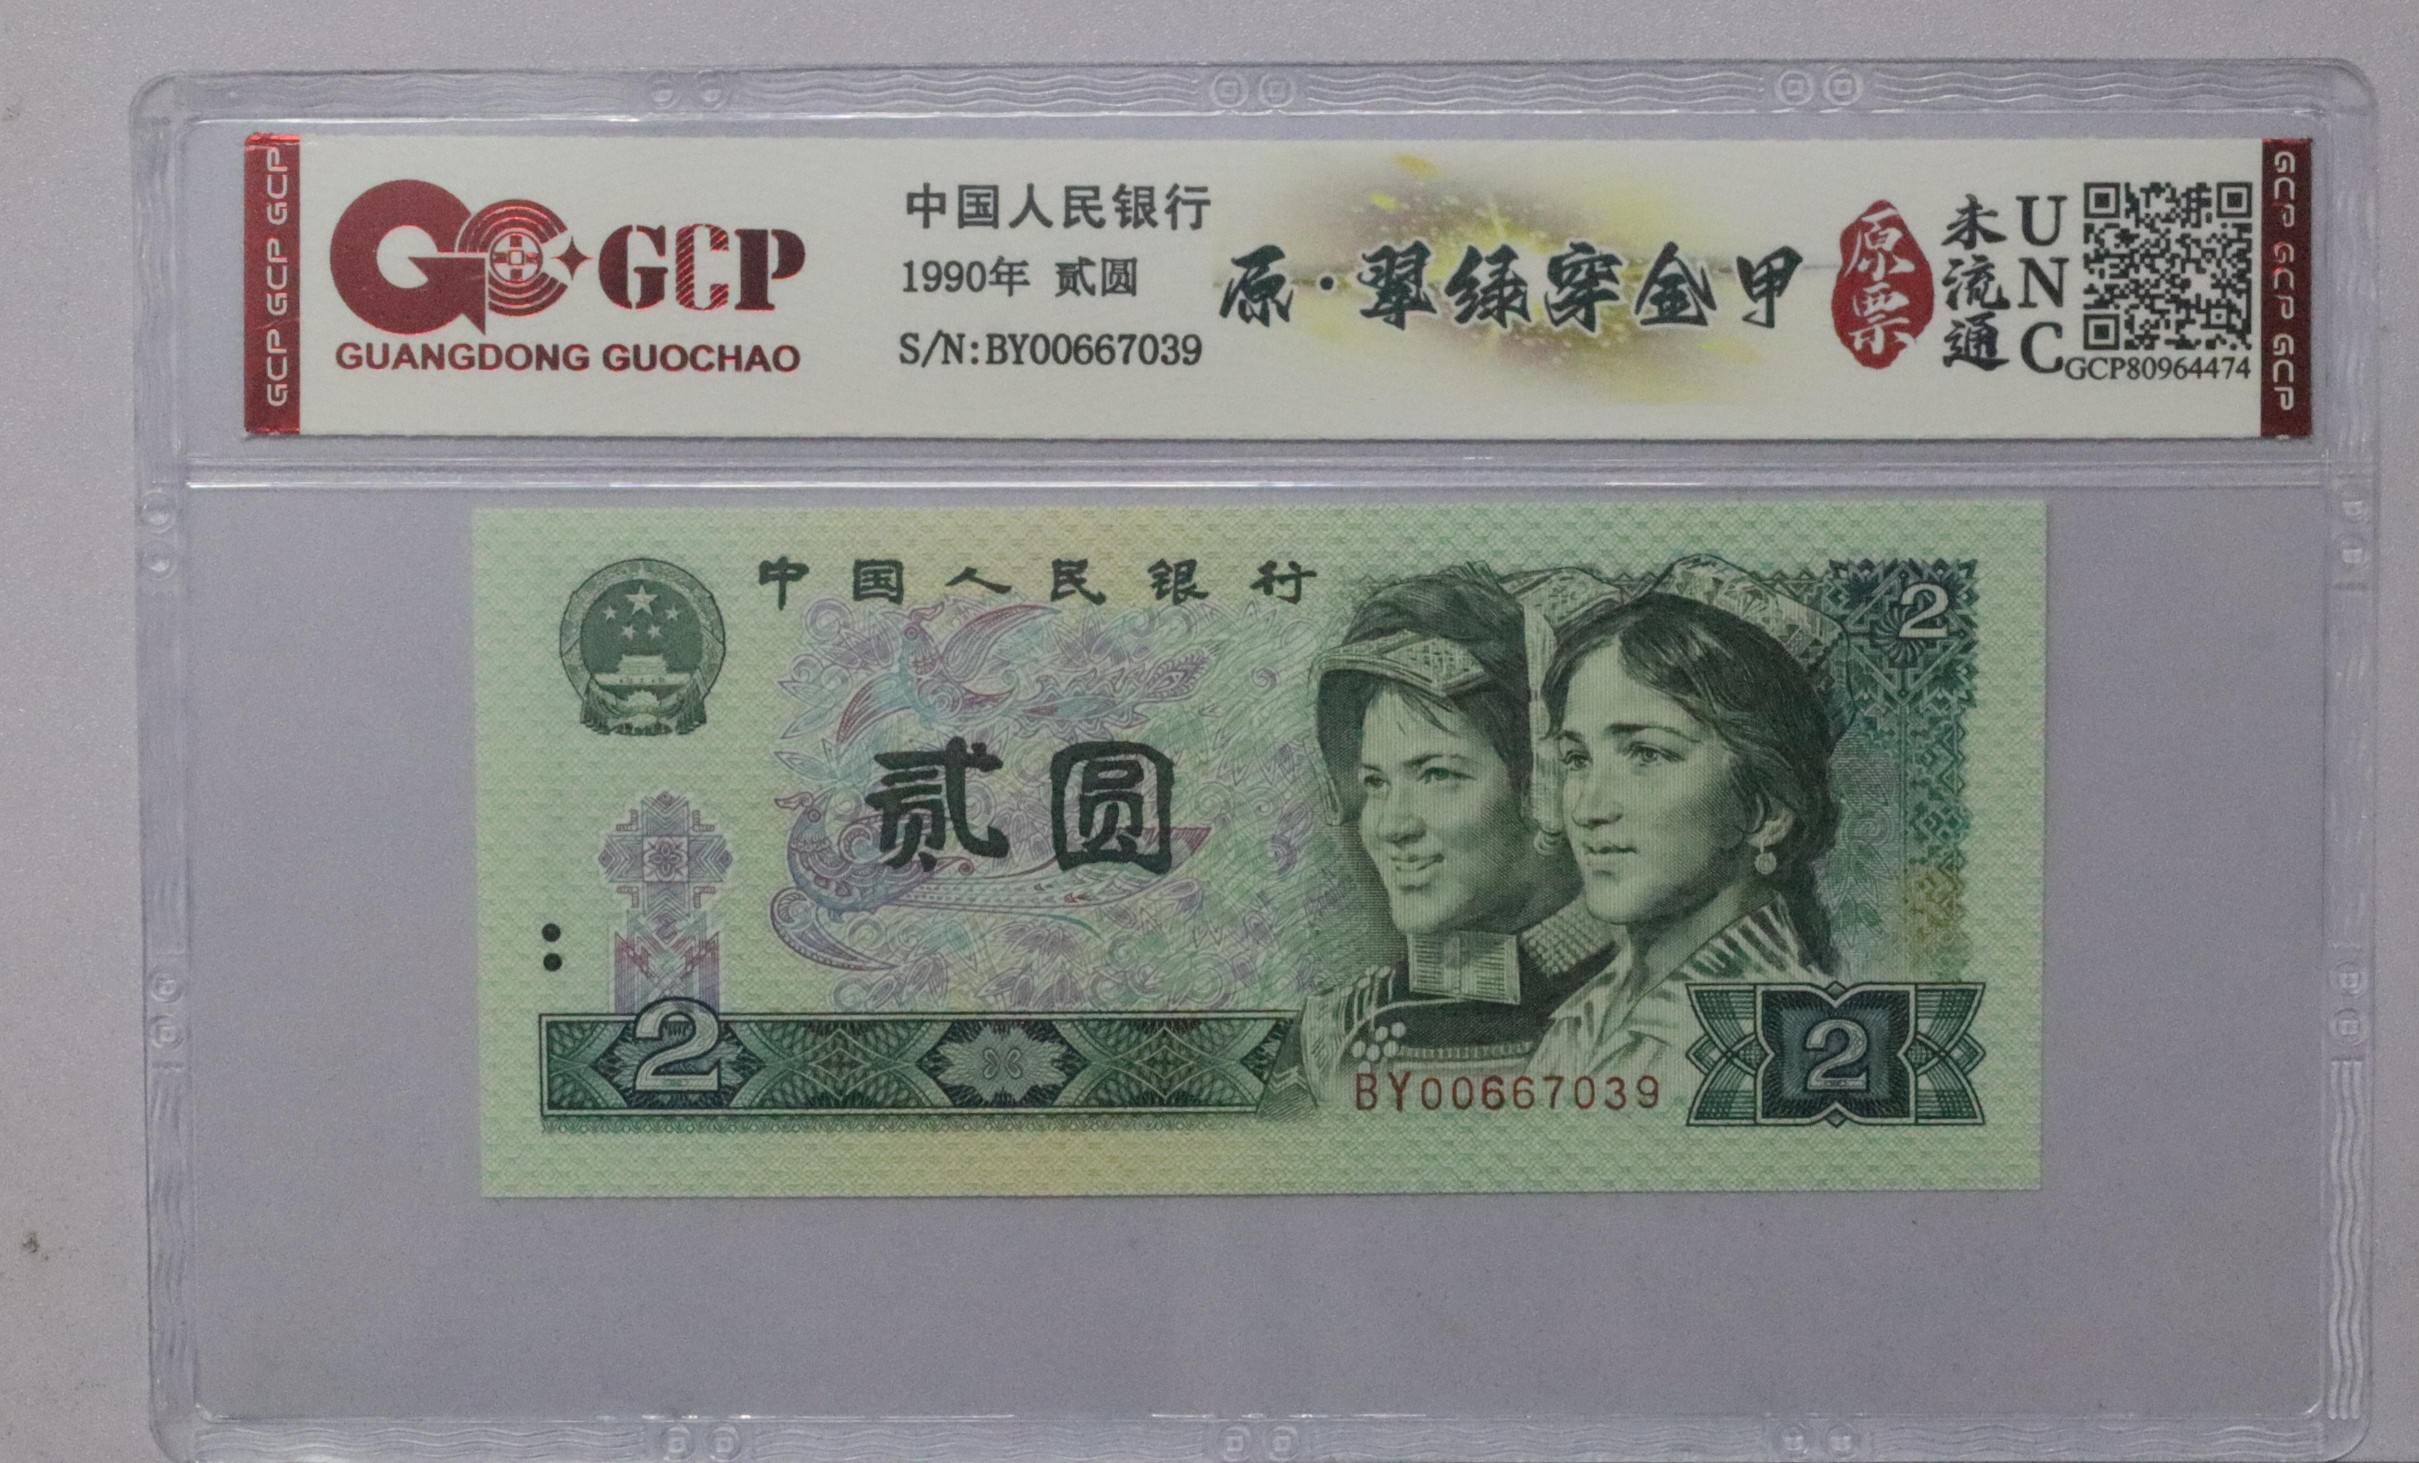 GCP GCP GCP
GCP
GUANGDONG GUOCHAO
中国人民银行
1990年 贰圆
S/N:BY00667039
原·翠绿穿金甲
原票
未流通
UNC
GCP80964474
GCP GCP GCP
中国人民银行
2
贰圆
2
BY00667039
2